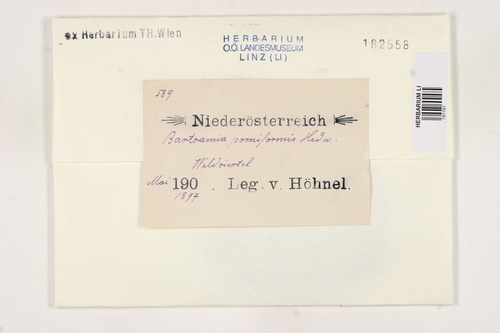 ex Herbarium TH.Wien
HERBARIUM
O.Ö. LANDESMUSEUM
LINZ (LI)
182558
HERBARIUM LI
589
Niederösterreich
Bartramia pomiformis Hedw.
Waldviertel
Mai 190 . Leg. v. Höhnel.
1897